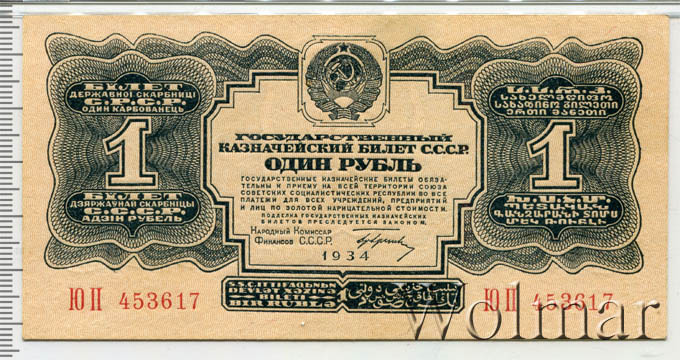 БІЛЕТ
ДЕРЖАВНОЇ СКАРБНИЦІ
С.Р.С.Р.
ОДИН КАРБОВАНЕЦЬ
1
БІЛЕТ
ДЗЯРЖАЎНАЙ СКАРБНІЦЫ
С.С.С.Р.
АДЗІН РУБЕЛЬ
ГОСУДАРСТВЕННЫЙ
КАЗНАЧЕЙСКИЙ БИЛЕТ С.С.С.Р.
ОДИН РУБЛЬ
ГОСУДАРСТВЕННЫЕ КАЗНАЧЕЙСКИЕ БИЛЕТЫ ОБЯЗА-
ТЕЛЬНЫ К ПРИЕМУ НА ВСЕЙ ТЕРРИТОРИИ СОЮЗА
СОВЕТСКИХ СОЦИАЛИСТИЧЕСКИХ РЕСПУБЛИК ВО ВСЕ
ПЛАТЕЖИ ДЛЯ ВСЕХ УЧРЕЖДЕНИЙ, ПРЕДПРИЯТИЙ
И ЛИЦ ПО ЗОЛОТОЙ НАРИЦАТЕЛЬНОЙ СТОИМОСТИ.
ПОДДЕЛКА ГОСУДАРСТВЕННЫХ КАЗНАЧЕЙСКИХ
БИЛЕТОВ ПРЕСЛЕДУЕТСЯ ЗАКОНОМ.
НАРОДНЫЙ КОМИССАР
ФИНАНСОВ С.С.С.Р.
1934
1
ՄԵԿ ՌՈՒԲԼԻ
ЮП 453617
ЮП 453617
Wolmar